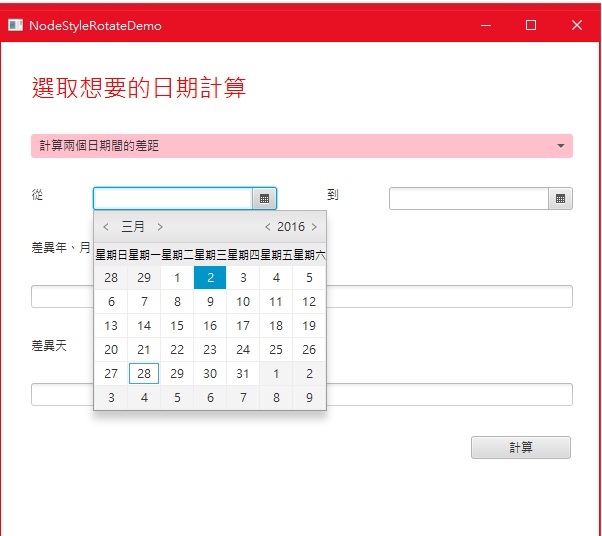 NodeStyleRotateDemo
選取想要的日期計算
計算兩個日期間的差距
從 到
三月 2016
差異年、月
星期日 星期一 星期二 星期三 星期四 星期五 星期六
28 29 1 2 3 4 5
6 7 8 9 10 11 12
13 14 15 16 17 18 19
20 21 22 23 24 25 26
差異天
27 28 29 30 31 1 2
3 4 5 6 7 8 9
計算